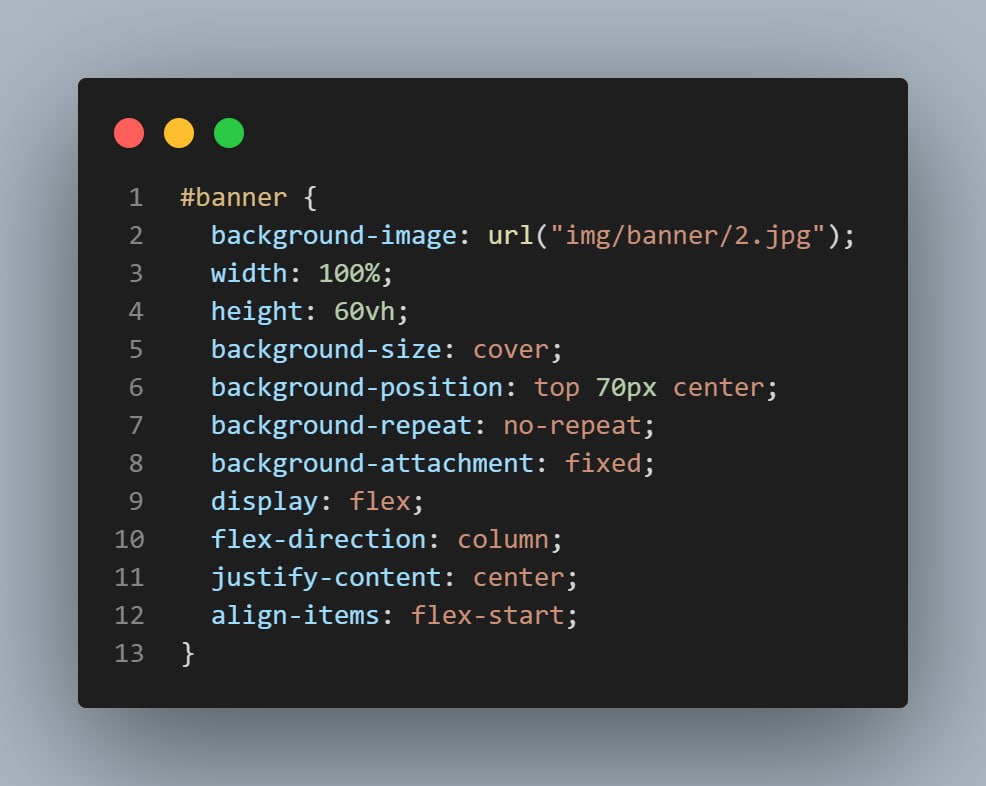 1 #banner {
2   background-image: url("img/banner/2.jpg");
3   width: 100%;
4   height: 60vh;
5   background-size: cover;
6   background-position: top 70px center;
7   background-repeat: no-repeat;
8   background-attachment: fixed;
9   display: flex;
10   flex-direction: column;
11   justify-content: center;
12   align-items: flex-start;
13 }